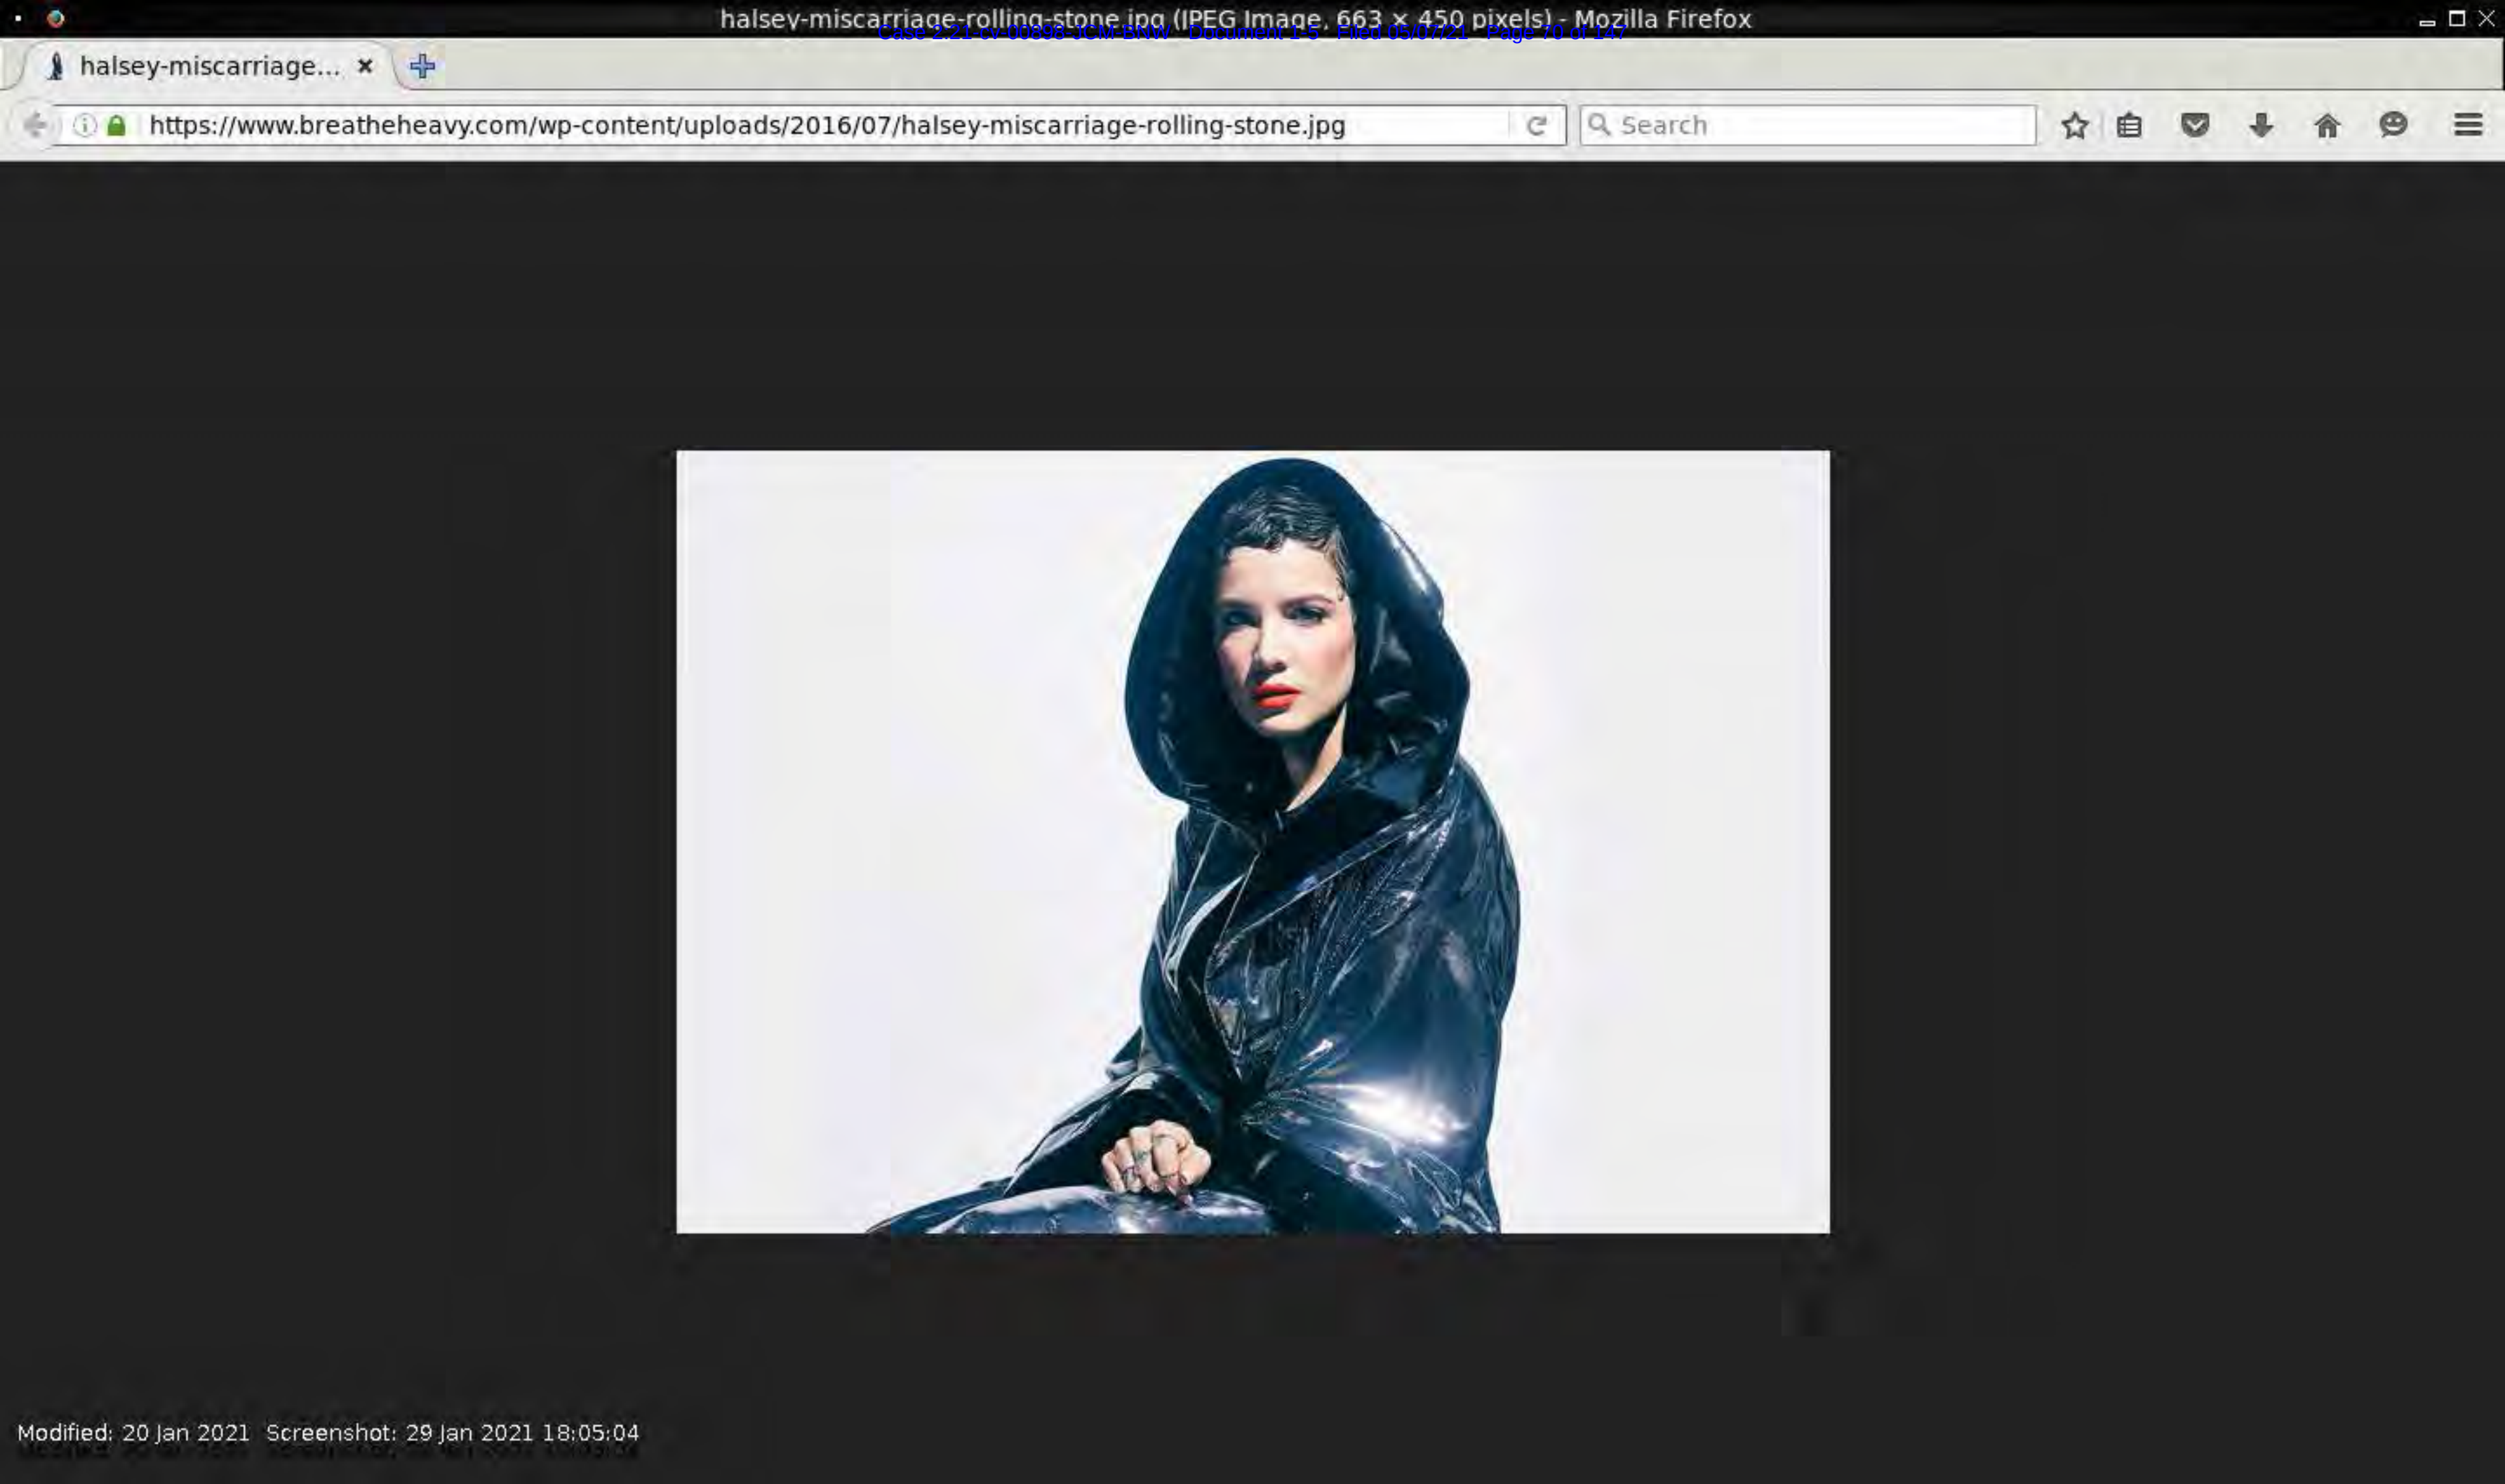 halsey-miscarriage-rolling-stone.jpg (IPEG Image, 663 × 450 pixels) - Mozilla Firefox
Case 2:21-cv-00898-JCM-BNW Document 1-5 Filed 05/07/21 Page 70 of 147
halsey-miscarriage...
https://www.breatheheavy.com/wp-content/uploads/2016/07/halsey-miscarriage-rolling-stone.jpg
Search
Modified: 20 Jan 2021 Screenshot: 29 Jan 2021 18:05:04